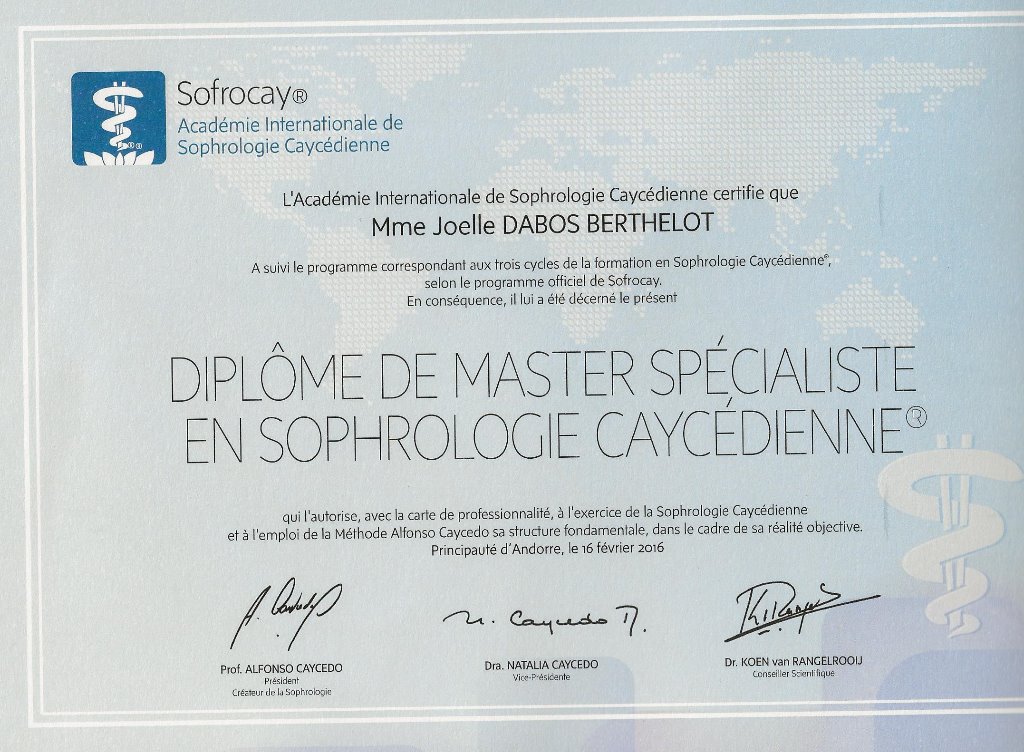 Sofrocay®
Académie Internationale de
Sophrologie Caycédienne
L'Académie Internationale de Sophrologie Caycédienne certifie que
Mme Joelle DABOS BERTHELOT
A suivi le programme correspondant aux trois cycles de la formation en Sophrologie Caycédienne®,
selon le programme officiel de Sofrocay.
En conséquence, il lui a été décerné le présent
DIPLÔME DE MASTER SPÉCIALISTE
EN SOPHROLOGIE CAYCÉDIENNE®
qui l'autorise, avec la carte de professionnalité, à l'exercice de la Sophrologie Caycédienne
et à l'emploi de la Méthode Alfonso Caycedo sa structure fondamentale, dans le cadre de sa réalité objective.
Principauté d'Andorre, le 16 février 2016
A. Caycedo
N. Caycedo
Prof. ALFONSO CAYCEDO
Président
Créateur de la Sophrologie
Dra. NATALIA CAYCEDO
Vice-Présidente
Dr. KOEN van RANGELROOIJ
Conseiller Scientifique